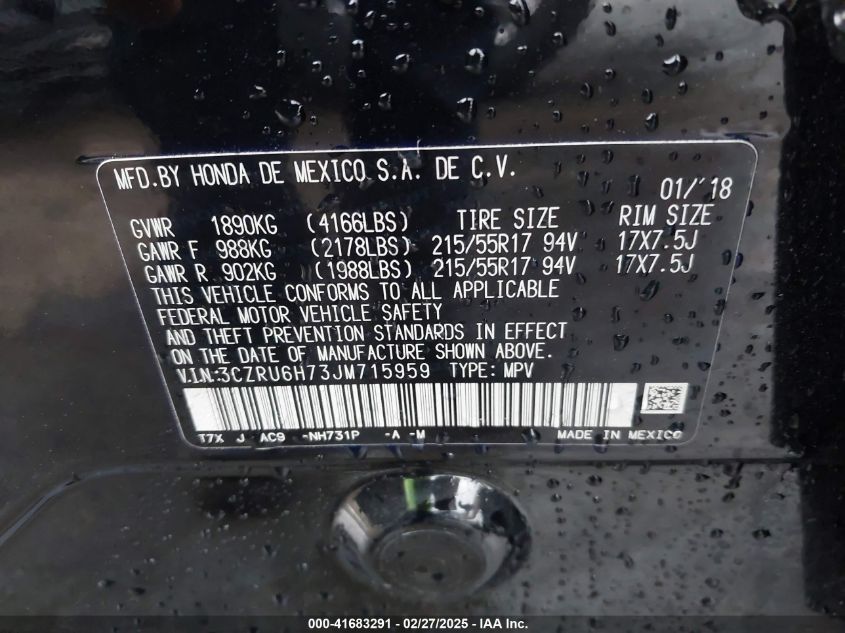 MFD.BY HONDA DE MEXICO S.A. DE C.V.
01/'18
GVWR 1890KG (4166LBS) TIRE SIZE RIM SIZE
GAWR F 988KG (2178LBS) 215/55R17 94V 17X7.5J
GAWR R 902KG (1988LBS) 215/55R17 94V 17X7.5J
THIS VEHICLE CONFORMS TO ALL APPLICABLE
FEDERAL MOTOR VEHICLE SAFETY
AND THEFT PREVENTION STANDARDS IN EFFECT
ON THE DATE OF MANUFACTURE SHOWN ABOVE.
V.I.N:3CZRU6H73JM715959 TYPE: MPV
T7X J AC9 -NH731P -A -M MADE IN MEXICO
000-41683291 - 02/27/2025 - IAA Inc.